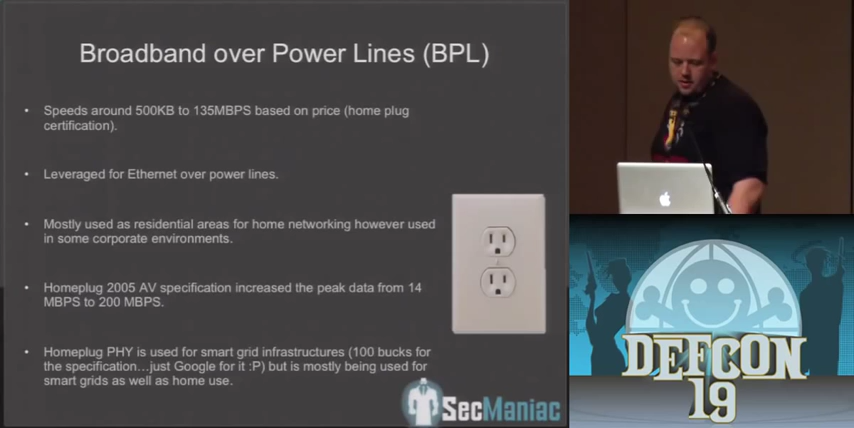 Broadband over Power Lines (BPL)
• Speeds around 500KB to 135MBPS based on price (home plug
certification).
• Leveraged for Ethernet over power lines.
• Mostly used as residential areas for home networking however used
in some corporate environments.
• Homeplug 2005 AV specification increased the peak data from 14
MBPS to 200 MBPS.
• Homeplug PHY is used for smart grid infrastructures (100 bucks for
the specification...just Google for it :P) but is mostly being used for
smart grids as well as home use.
SecManiac
DEFCON
19